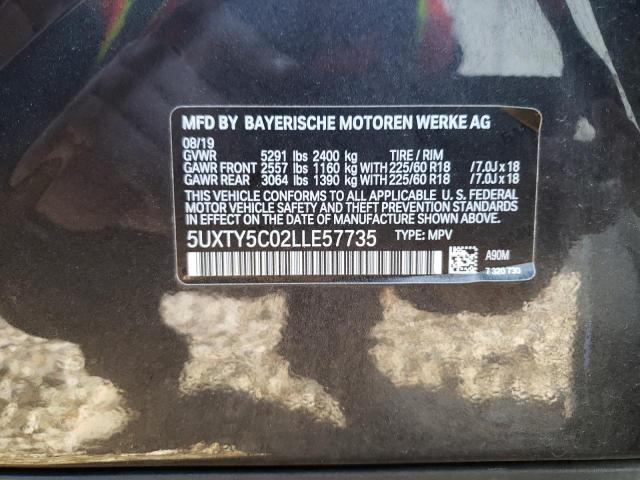 MFD BY BAYERISCHE MOTOREN WERKE AG
08/19
GVWR 5291 lbs 2400 kg TIRE / RIM
GAWR FRONT 2557 lbs 1160 kg WITH 225/60 R18 / 7.0J x 18
GAWR REAR 3064 lbs 1390 kg WITH 225/60 R18 / 7.0J x 18
THIS VEHICLE CONFORMS TO ALL APPLICABLE U. S. FEDERAL
MOTOR VEHICLE SAFETY AND THEFT PREVENTION STANDARDS IN
EFFECT ON THE DATE OF MANUFACTURE SHOWN ABOVE.
5UXTY5C02LLE57735 TYPE: MPV
A90M
7 320 730